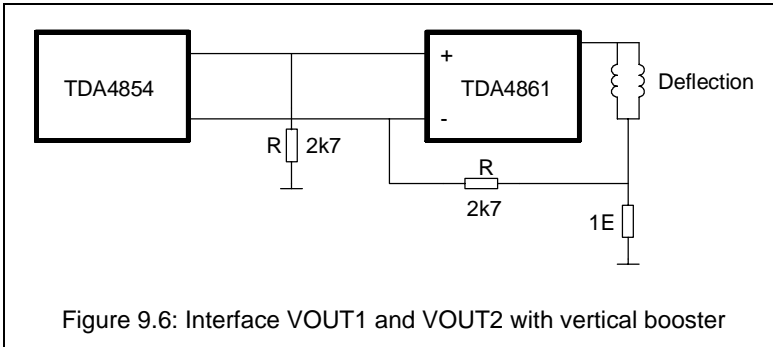 TDA4854
+
-
TDA4861
Deflection
R 2k7
R
2k7
1E
Figure 9.6: Interface VOUT1 and VOUT2 with vertical booster